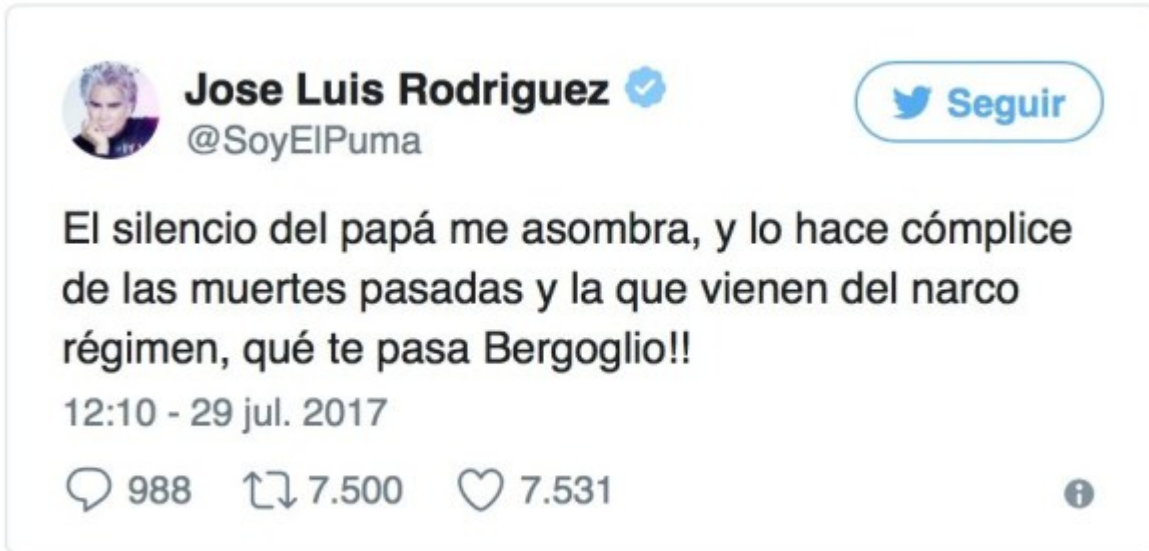 Jose Luis Rodriguez
@SoyElPuma
Seguir
El silencio del papá me asombra, y lo hace cómplice
de las muertes pasadas y la que vienen del narco
régimen, qué te pasa Bergoglio!!
12:10 - 29 jul. 2017
988 7.500 7.531